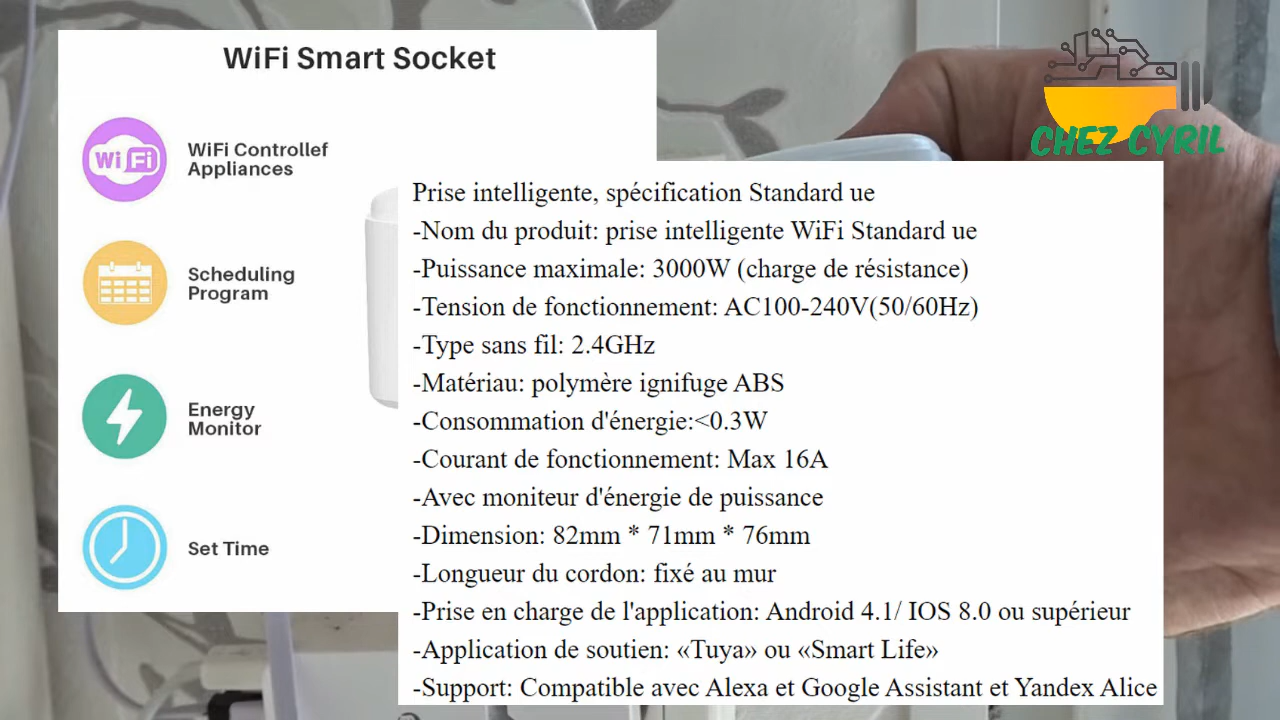 WiFi Smart Socket
WiFi
WiFi Controllef
Appliances
Scheduling
Program
Energy
Monitor
Set Time
CHEZ CYRIL
Prise intelligente, spécification Standard ue
-Nom du produit: prise intelligente WiFi Standard ue
-Puissance maximale: 3000W (charge de résistance)
-Tension de fonctionnement: AC100-240V(50/60Hz)
-Type sans fil: 2.4GHz
-Matériau: polymère ignifuge ABS
-Consommation d'énergie:<0.3W
-Courant de fonctionnement: Max 16A
-Avec moniteur d'énergie de puissance
-Dimension: 82mm * 71mm * 76mm
-Longueur du cordon: fixé au mur
-Prise en charge de l'application: Android 4.1/ IOS 8.0 ou supérieur
-Application de soutien: «Tuya» ou «Smart Life»
-Support: Compatible avec Alexa et Google Assistant et Yandex Alice